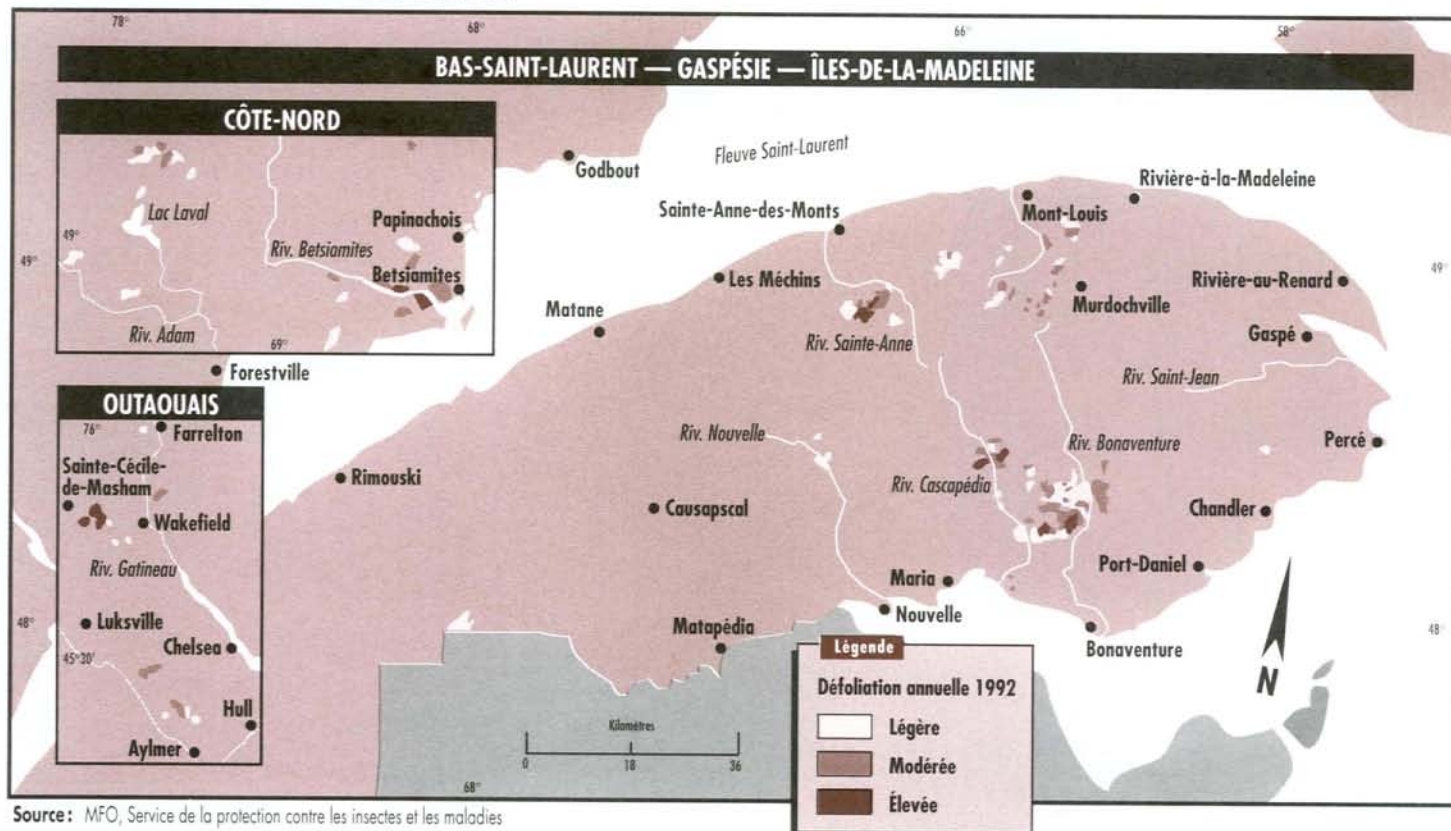 78°
68°
66°
58°
BAS-SAINT-LAURENT — GASPÉSIE — ÎLES-DE-LA-MADELEINE
CÔTE-NORD
Lac Laval
Papinachois
49°
Riv. Betsiamites
Betsiamites
Riv. Adam
69°
49°
Godbout
Fleuve Saint-Laurent
Rivière-à-la-Madeleine
Sainte-Anne-des-Monts
Mont-Louis
49°
Les Méchins
Rivière-au-Renard
Murdochville
Matane
Riv. Sainte-Anne
Gaspé
Forestville
Riv. Saint-Jean
OUTAOUAIS
76°
Farrelton
Sainte-Cécile-
de-Masham
Wakefield
Riv. Gatineau
Luksville
Chelsea
45°30'
Hull
Aylmer
Riv. Nouvelle
Riv. Bonaventure
Percé
Rimouski
Riv. Cascapédia
Causapscal
Chandler
Port-Daniel
Maria
Nouvelle
48°
48°
Matapédia
Bonaventure
N
Légende
Défoliation annuelle 1992
Légère
Modérée
Élevée
Kilomètres
0 18 36
68°
Source : MFO, Service de la protection contre les insectes et les maladies